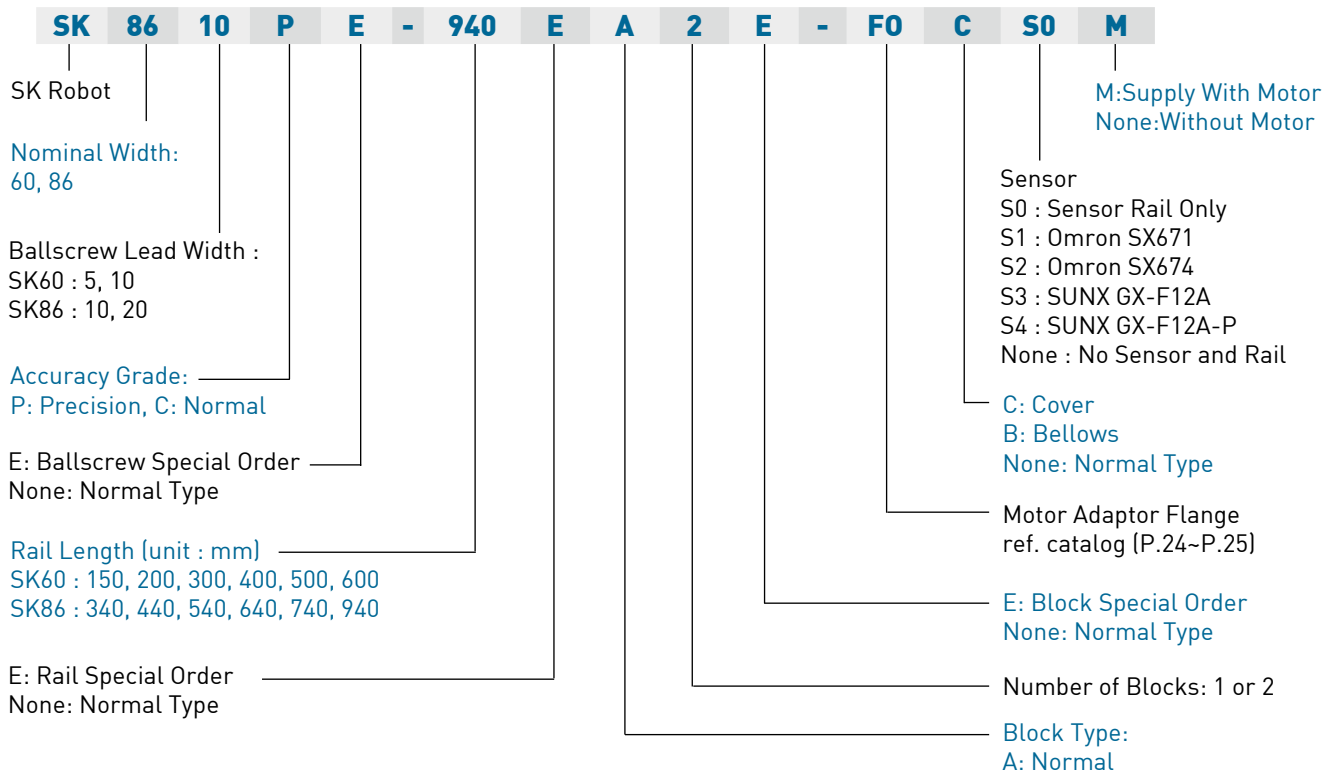 SK 86 10 P E - 940 E A 2 E - F0 C S0 M
SK Robot
Nominal Width:
60, 86
Ballscrew Lead Width :
SK60 : 5, 10
SK86 : 10, 20
Accuracy Grade:
P: Precision, C: Normal
E: Ballscrew Special Order
None: Normal Type
Rail Length (unit : mm)
SK60 : 150, 200, 300, 400, 500, 600
SK86 : 340, 440, 540, 640, 740, 940
E: Rail Special Order
None: Normal Type
M:Supply With Motor
None:Without Motor
Sensor
S0 : Sensor Rail Only
S1 : Omron SX671
S2 : Omron SX674
S3 : SUNX GX-F12A
S4 : SUNX GX-F12A-P
None : No Sensor and Rail
C: Cover
B: Bellows
None: Normal Type
Motor Adaptor Flange
ref. catalog (P.24~P.25)
E: Block Special Order
None: Normal Type
Number of Blocks: 1 or 2
Block Type:
A: Normal